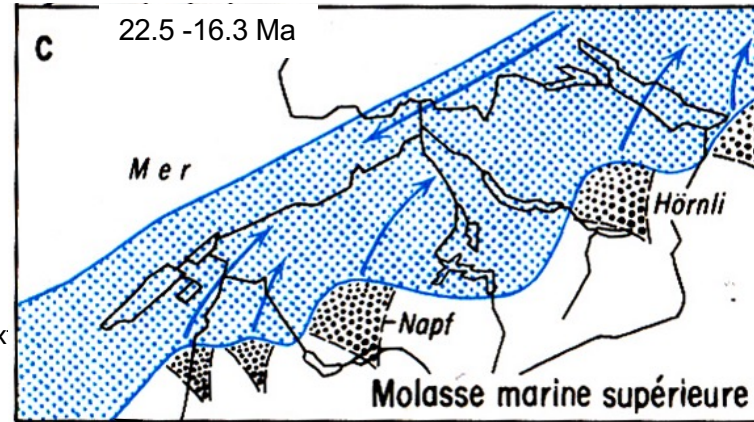 C
22.5 -16.3 Ma
Mer
Hörnli
Napf
x
Molasse marine supérieure